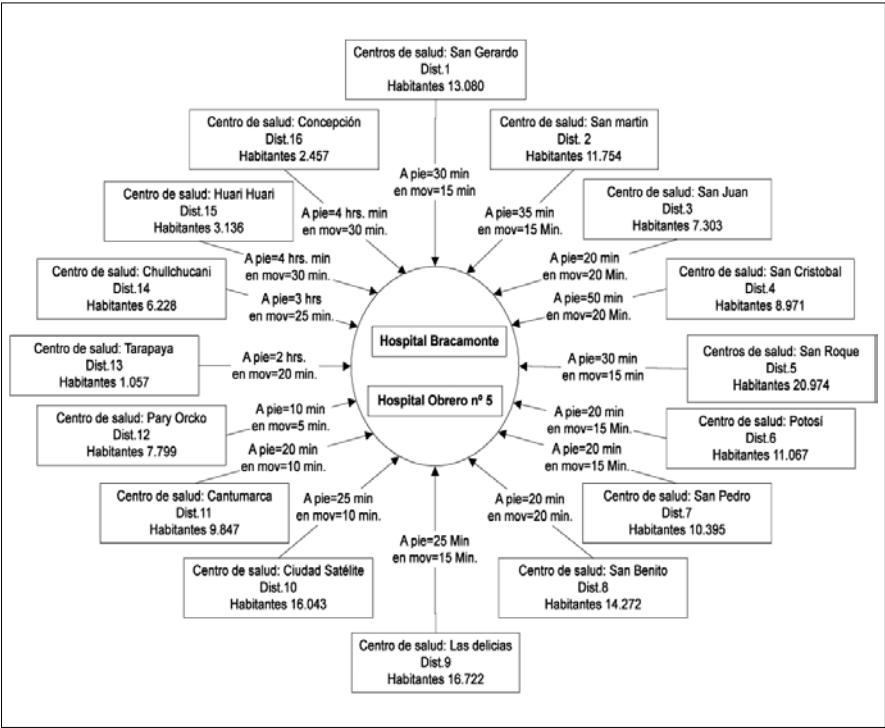 Centros de salud: San Gerardo
Dist.1
Habitantes 13.080
A pie=30 min
en mov=15 min
Centro de salud: San martin
Dist. 2
Habitantes 11.754
A pie=35 min
en mov=15 Min.
Centro de salud: San Juan
Dist.3
Habitantes 7.303
A pie=20 min
en mov=20 Min.
Centro de salud: San Cristobal
Dist.4
Habitantes 8.971
A pie=50 min
en mov=20 Min.
Centros de salud: San Roque
Dist.5
Habitantes 20.974
A pie=30 min
en mov=15 min
Centro de salud: Potosí
Dist.6
Habitantes 11.067
A pie=20 min
en mov=15 Min.
Centro de salud: San Pedro
Dist.7
Habitantes 10.395
A pie=20 min
en mov=15 Min.
Centro de salud: San Benito
Dist.8
Habitantes 14.272
A pie=20 min
en mov=20 min.
Centro de salud: Las delicias
Dist.9
Habitantes 16.722
A pie=25 Min
en mov=15 Min.
Centro de salud: Ciudad Satélite
Dist.10
Habitantes 16.043
A pie=25 min
en mov=10 min.
Centro de salud: Cantumarca
Dist.11
Habitantes 9.847
A pie=20 min
en mov=10 min.
Centro de salud: Pary Orcko
Dist.12
Habitantes 7.799
A pie=10 min
en mov=5 min.
Centro de salud: Tarapaya
Dist.13
Habitantes 1.057
A pie=2 hrs.
en mov=20 min.
Centro de salud: Chullchucani
Dist.14
Habitantes 6.228
A pie=3 hrs
en mov=25 min.
Centro de salud: Huari Huari
Dist.15
Habitantes 3.136
A pie=4 hrs. min
en mov=30 min.
Centro de salud: Concepción
Dist.16
Habitantes 2.457
A pie=4 hrs. min
en mov=30 min.
Hospital Bracamonte
Hospital Obrero nº 5